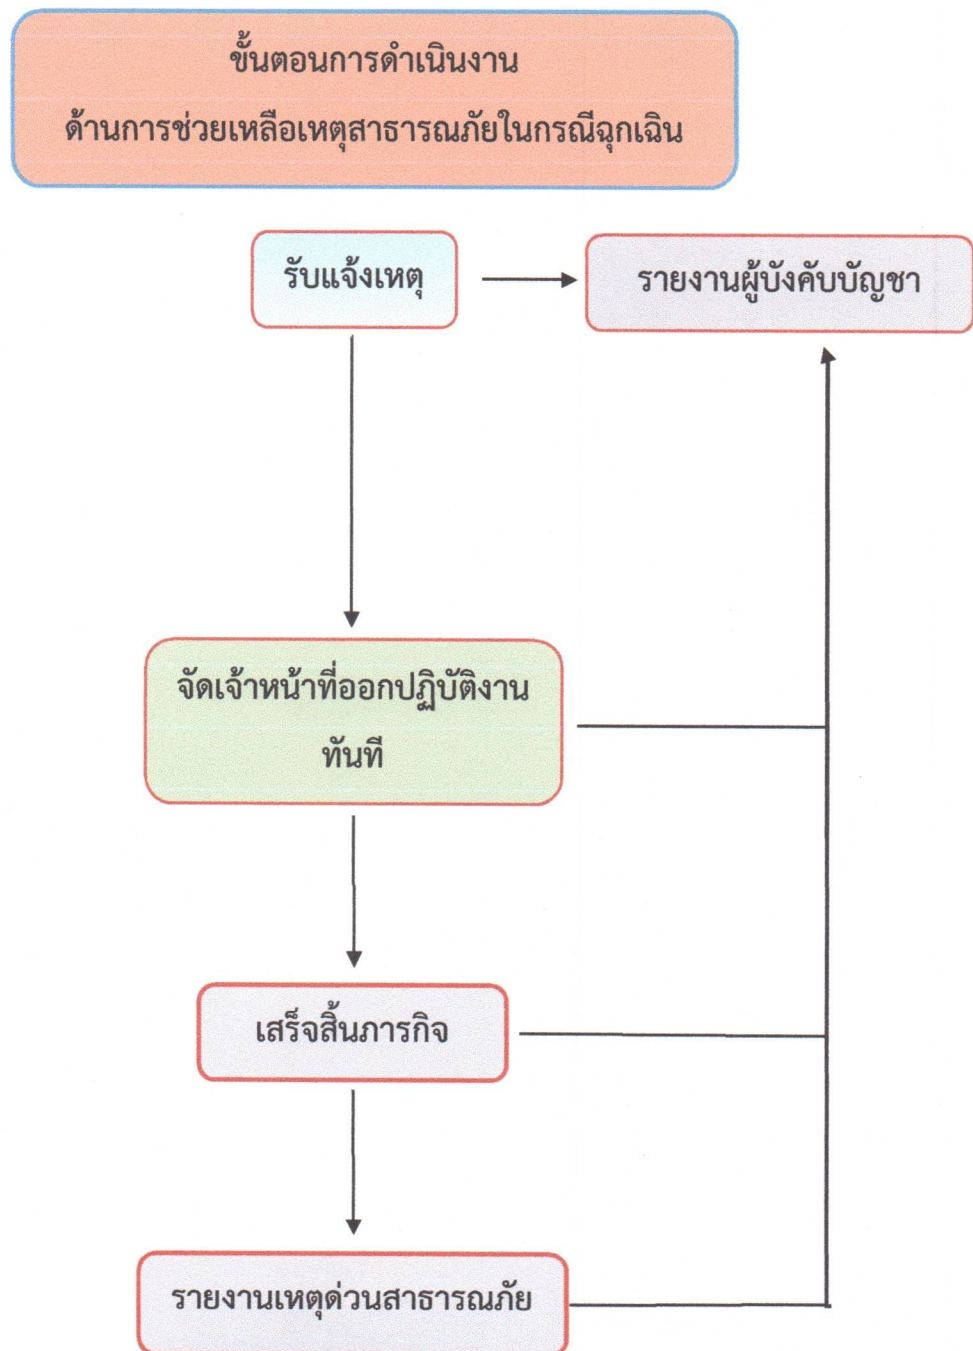 ขั้นตอนการดำเนินงาน
ด้านการช่วยเหลือเหตุสาธารณภัยในกรณีฉุกเฉิน
รับแจ้งเหตุ
รายงานผู้บังคับบัญชา
จัดเจ้าหน้าที่ออกปฏิบัติงาน
ทันที
เสร็จสิ้นภารกิจ
รายงานเหตุด่วนสาธารณภัย